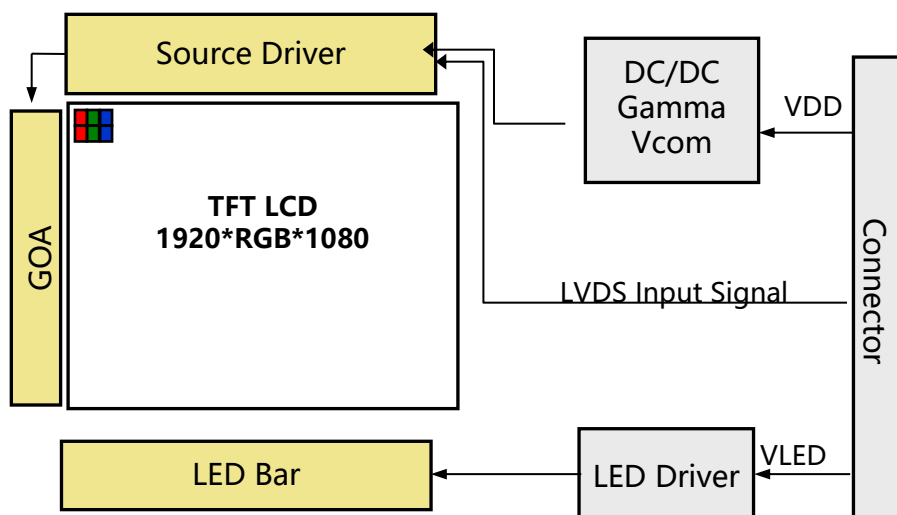 Source Driver
DC/DC
Gamma
Vcom
VDD
TFT LCD
1920*RGB*1080
GOA
LVDS Input Signal
Connector
LED Bar
LED Driver
VLED